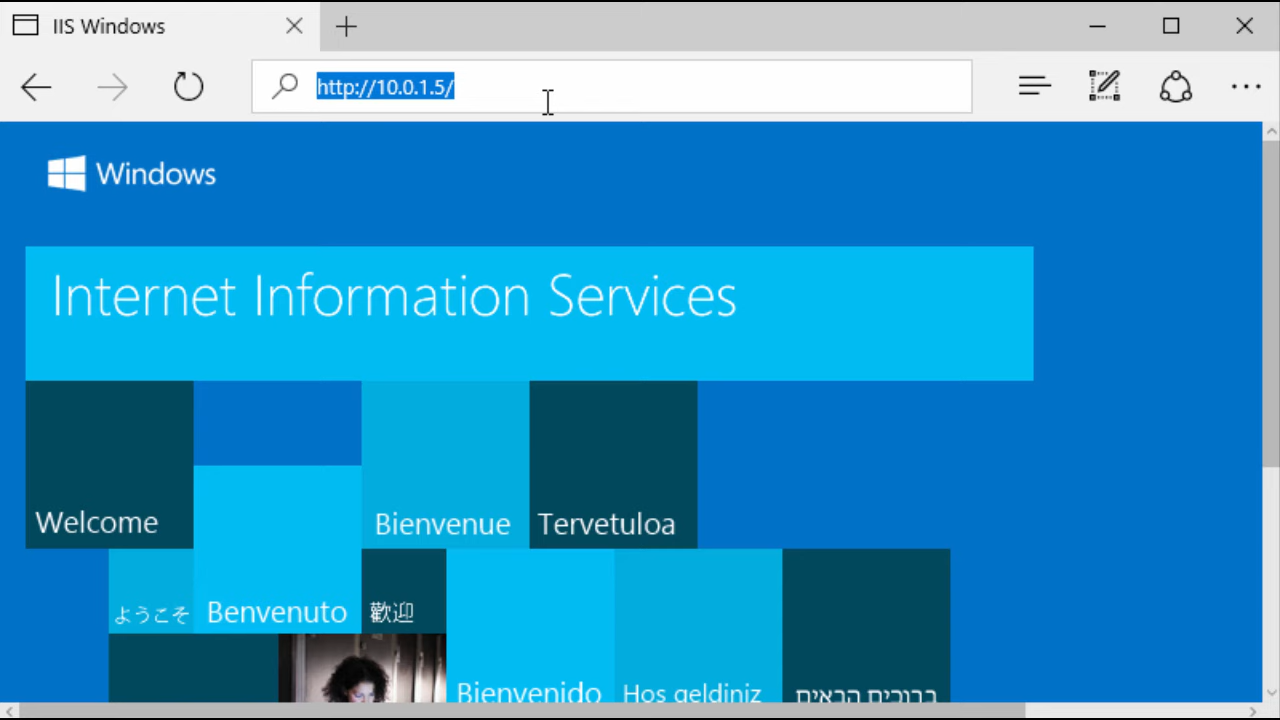 IIS Windows
http://10.0.1.5/
Windows
Internet Information Services
Welcome
Bienvenue
Tervetuloa
ようこそ
Benvenuto
歡迎
Bienvenido
Hos geldiniz
ברוכים הבאים